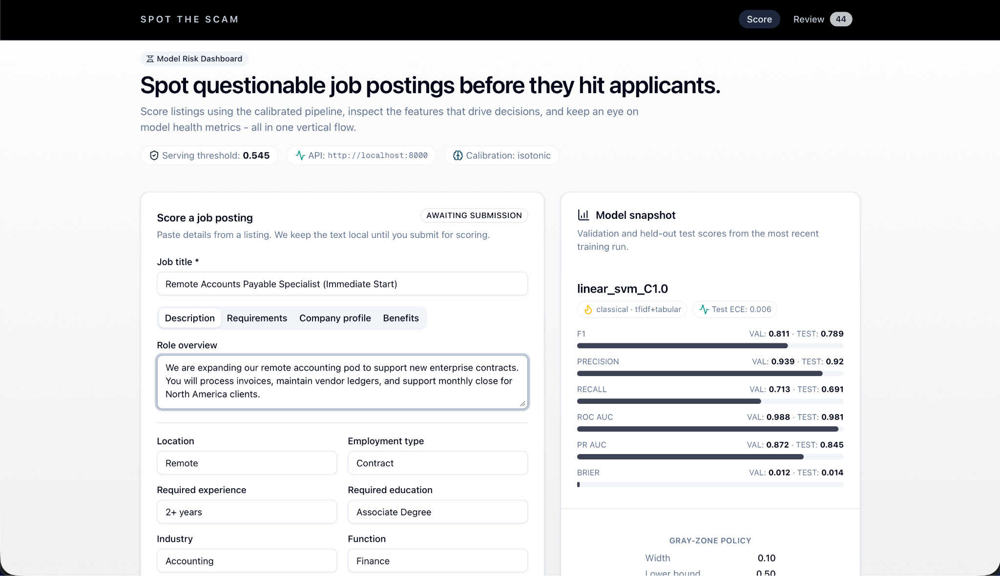 SPOT THE SCAM
Score
Review 44
Model Risk Dashboard
Spot questionable job postings before they hit applicants.
Score listings using the calibrated pipeline, inspect the features that drive decisions, and keep an eye on
model health metrics - all in one vertical flow.
Serving threshold: 0.545
API: http://localhost:8000
Calibration: isotonic
Score a job posting
AWAITING SUBMISSION
Paste details from a listing. We keep the text local until you submit for scoring.
Job title *
Remote Accounts Payable Specialist (Immediate Start)
Description Requirements Company profile Benefits
Role overview
We are expanding our remote accounting pod to support new enterprise contracts.
You will process invoices, maintain vendor ledgers, and support monthly close for
North America clients.
Location
Remote
Employment type
Contract
Required experience
2+ years
Required education
Associate Degree
Industry
Accounting
Function
Finance
Model snapshot
Validation and held-out test scores from the most recent
training run.
linear_svm_C1.0
classical · tfidf+tabular
Test ECE: 0.006
F1 VAL: 0.811 · TEST: 0.789
PRECISION VAL: 0.939 · TEST: 0.92
RECALL VAL: 0.713 · TEST: 0.691
ROC AUC VAL: 0.988 · TEST: 0.981
PR AUC VAL: 0.872 · TEST: 0.845
BRIER VAL: 0.012 · TEST: 0.014
GRAY-ZONE POLICY
Width 0.10
Lower bound 0.50